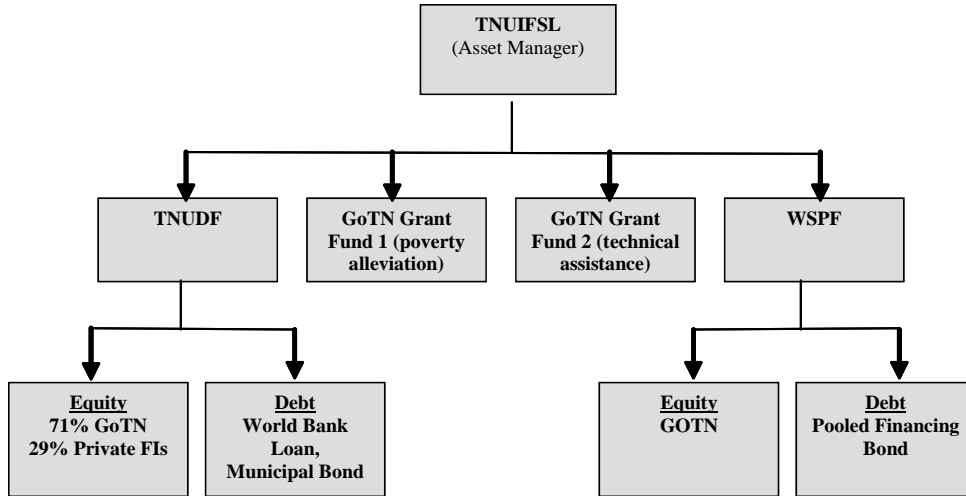 TNUIFSL
(Asset Manager)
TNUDF
GoTN Grant
Fund 1 (poverty
alleviation)
GoTN Grant
Fund 2 (technical
assistance)
WSPF
Equity
71% GoTN
29% Private FIs
Debt
World Bank
Loan,
Municipal Bond
Equity
GOTN
Debt
Pooled Financing
Bond